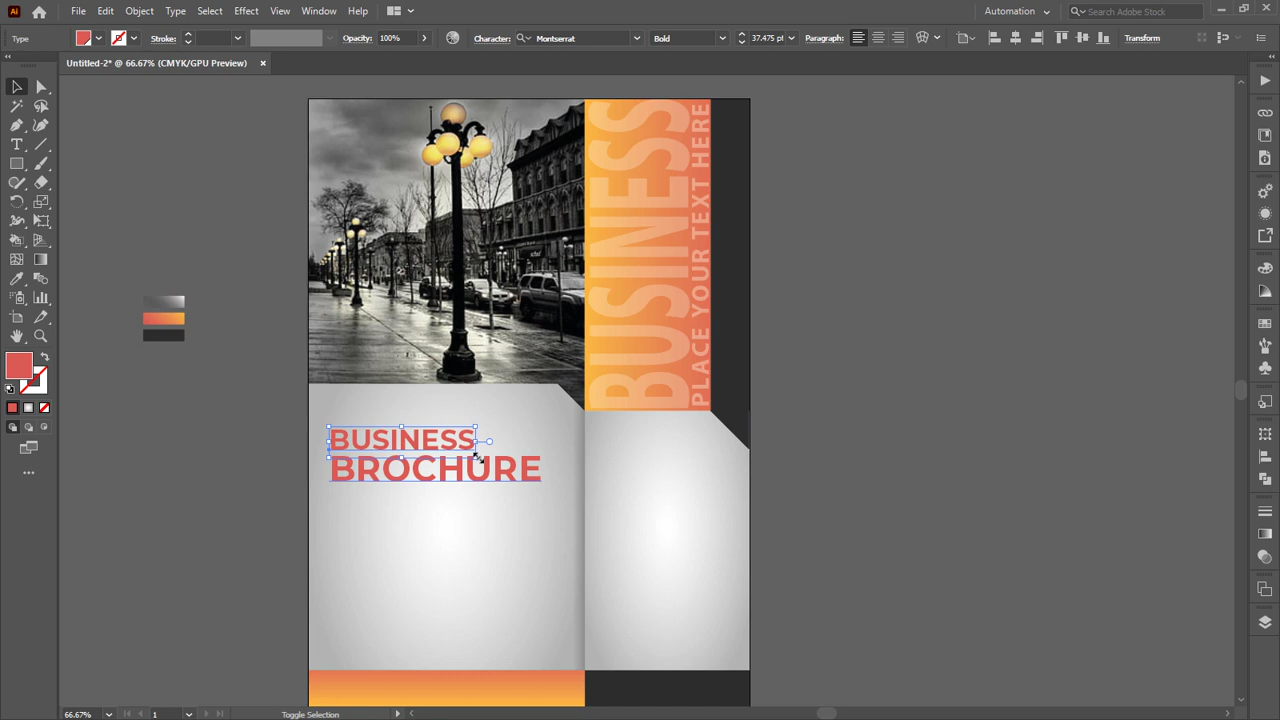 Ai
File Edit Object Type Select Effect View Window Help
Automation
Search Adobe Stock
Type
Stroke:
Opacity: 100%
Character: Montserrat
Bold
37.475 pt
Paragraph:
Transform
Untitled-2* @ 66.67% (CMYK/GPU Preview)
BUSINESS
PLACE YOUR TEXT HERE
BUSINESS
BROCHURE
66.67%
1
Toggle Selection